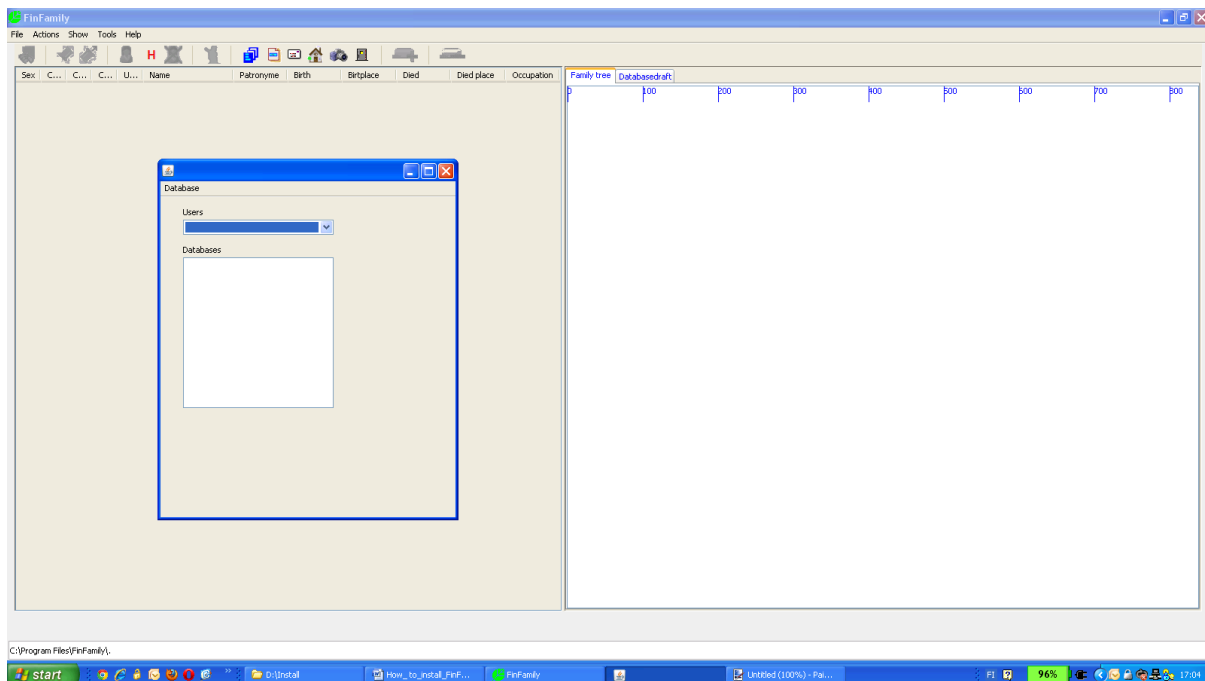 FinFamily
File Actions Show Tools Help
H
Sex C... C... C... U... Name Patronyme Birth Birtplace Died Died place Occupation
Family tree Databasedraft
0 100 200 300 400 500 600 700 800
Database
Users
Databases
C:\Program Files\FinFamily\.
start D:\Install How_to_install_FinF... FinFamily Untitled (100%) - Pai... FI 96% 17:04